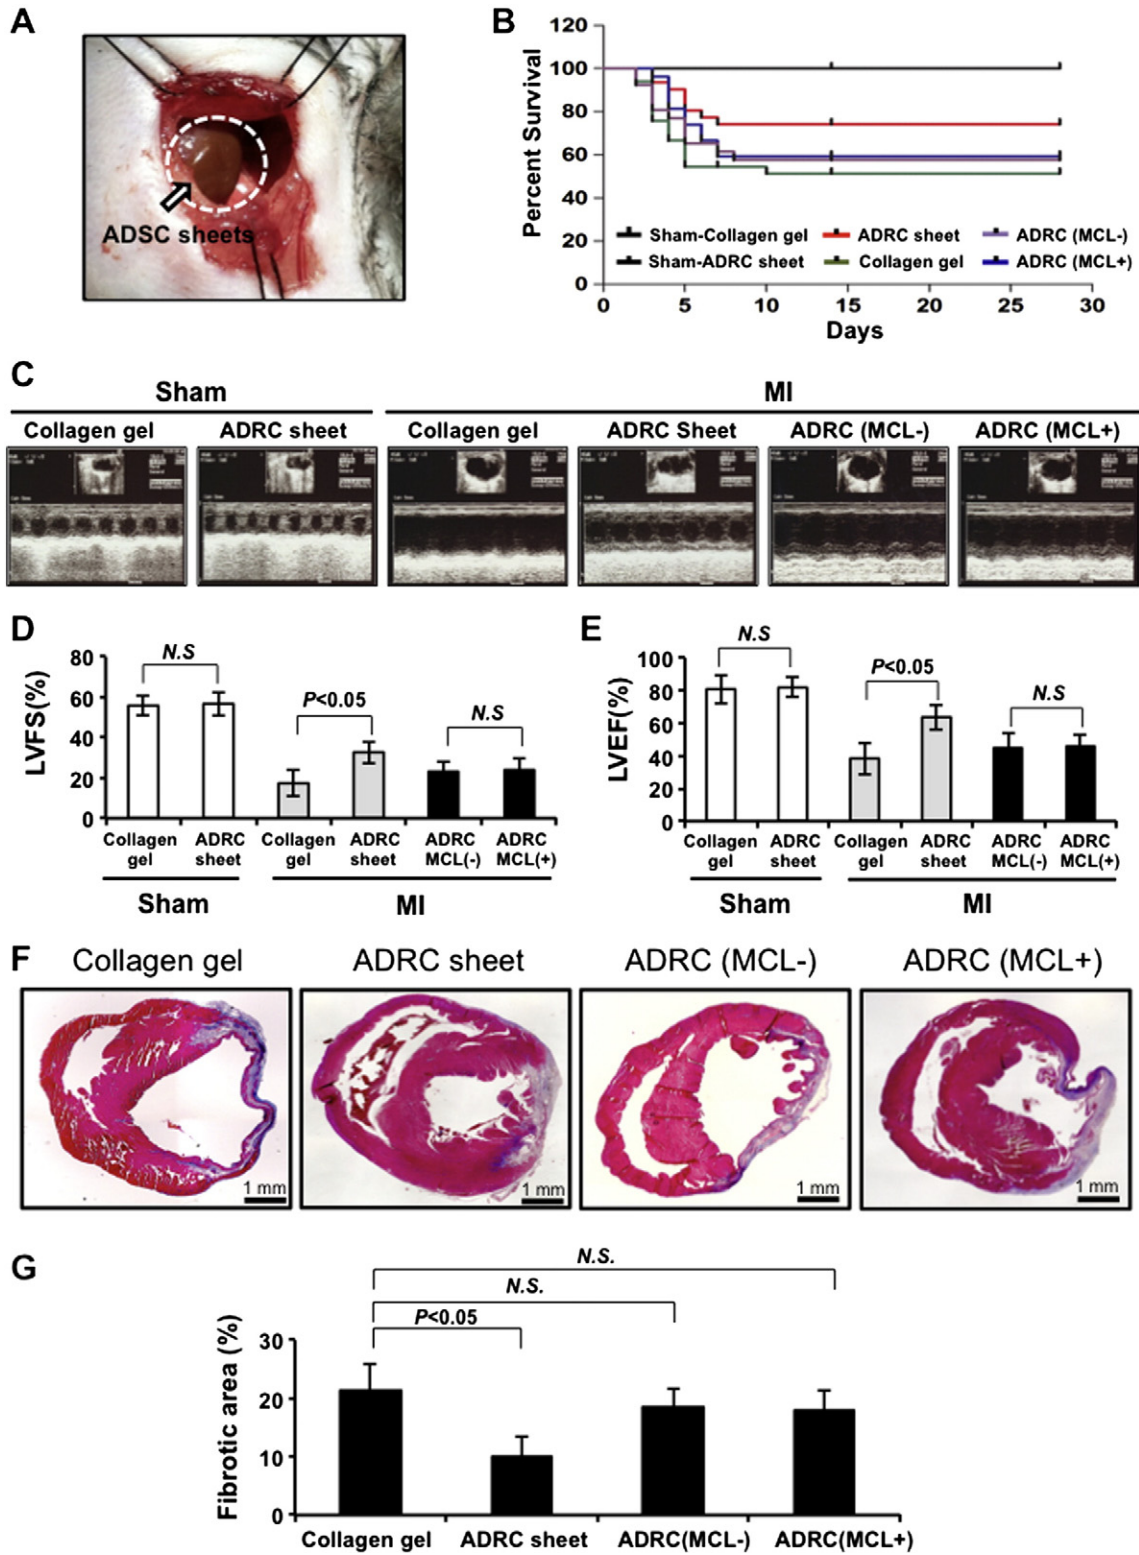 A
ADSC sheets
B
Percent Survival
120
100
80
60
40
20
0
Sham-Collagen gel
ADRC sheet
ADRC (MCL-)
Sham-ADRC sheet
Collagen gel
ADRC (MCL+)
0 5 10 15 20 25 30
Days
C
Sham
MI
Collagen gel
ADRC sheet
Collagen gel
ADRC Sheet
ADRC (MCL-)
ADRC (MCL+)
D
LVFS(%)
80
60
40
20
0
N.S
P<0.05
N.S
Collagen gel
ADRC sheet
Collagen gel
ADRC sheet
ADRC MCL(-)
ADRC MCL(+)
Sham
MI
E
LVEF(%)
100
80
60
40
20
0
N.S
P<0.05
N.S
Collagen gel
ADRC sheet
Collagen gel
ADRC sheet
ADRC MCL(-)
ADRC MCL(+)
Sham
MI
F
Collagen gel
ADRC sheet
ADRC (MCL-)
ADRC (MCL+)
1 mm
1 mm
1 mm
1 mm
G
N.S.
N.S.
P<0.05
Fibrotic area (%)
30
20
10
0
Collagen gel
ADRC sheet
ADRC(MCL-)
ADRC(MCL+)